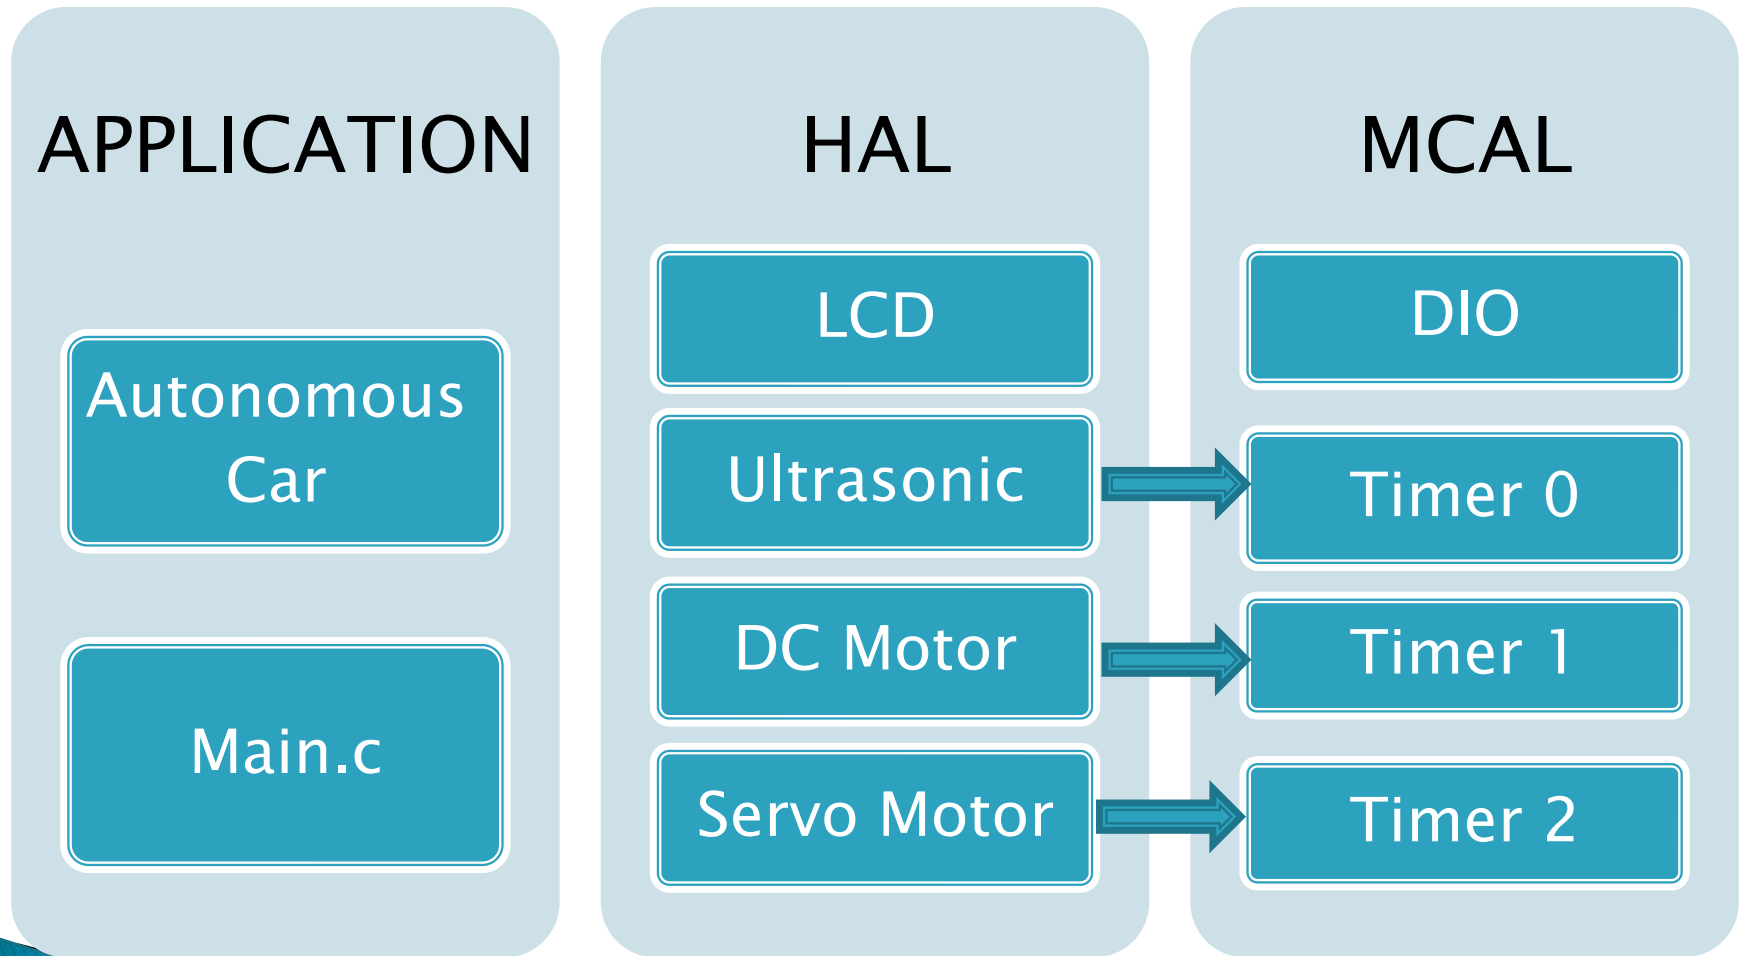 APPLICATION
Autonomous
Car
Main.c
HAL
LCD
Ultrasonic
DC Motor
Servo Motor
MCAL
DIO
Timer 0
Timer 1
Timer 2